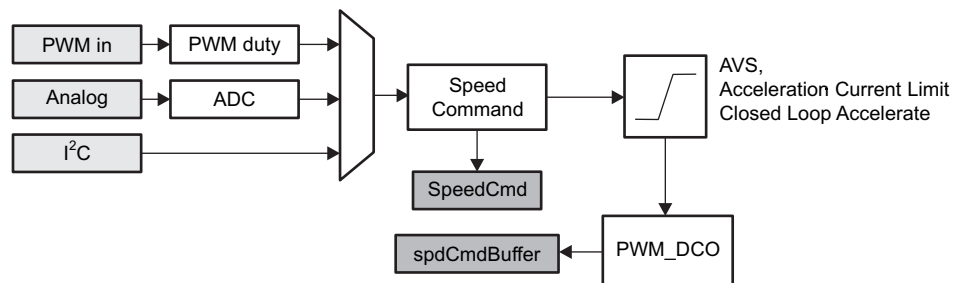 PWM in
PWM duty
Analog
ADC
I²C
Speed
Command
AVS,
Acceleration Current Limit
Closed Loop Accelerate
SpeedCmd
spdCmdBuffer
PWM_DCO